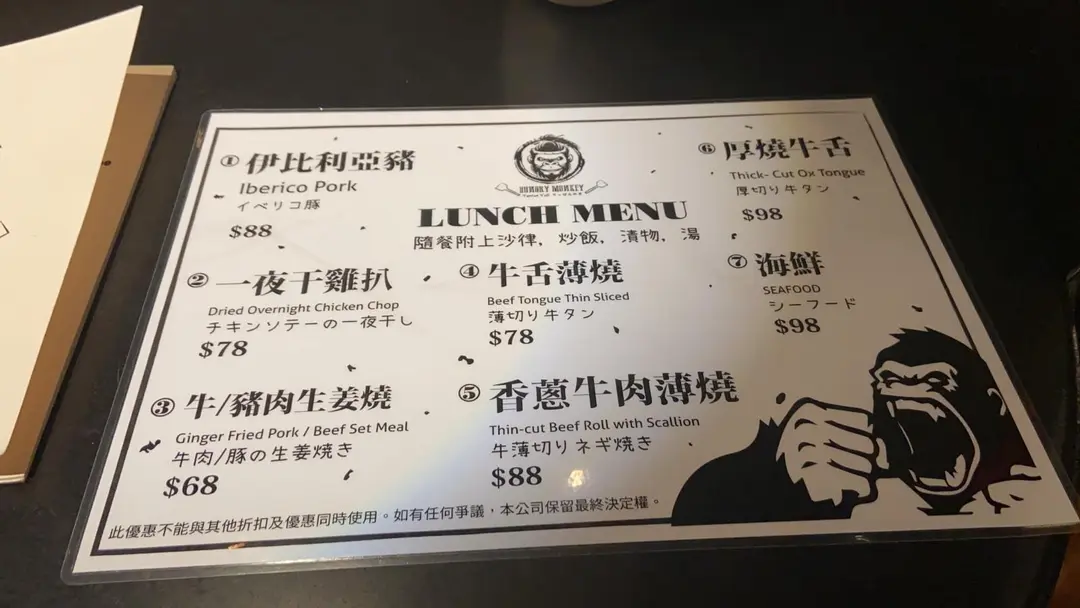 ① 伊比利亞豬
Iberico Pork
イベリコ豚
$88
HUNGRY MONKEY
LUNCH MENU
隨餐附上沙律, 炒飯, 漬物, 湯
⑥ 厚燒牛舌
Thick- Cut Ox Tongue
厚切り牛タン
$98
② 一夜干雞扒
Dried Overnight Chicken Chop
チキンソテーの一夜干し
$78
④ 牛舌薄燒
Beef Tongue Thin Sliced
薄切り牛タン
$78
⑦ 海鮮
SEAFOOD
シーフード
$98
③ 牛/豬肉生姜燒
Ginger Fried Pork / Beef Set Meal
牛肉/豚の生姜焼き
$68
⑤ 香蔥牛肉薄燒
Thin-cut Beef Roll with Scallion
牛薄切りネギ焼き
$88
此優惠不能與其他折扣及優惠同時使用。如有任何爭議，本公司保留最終決定權。